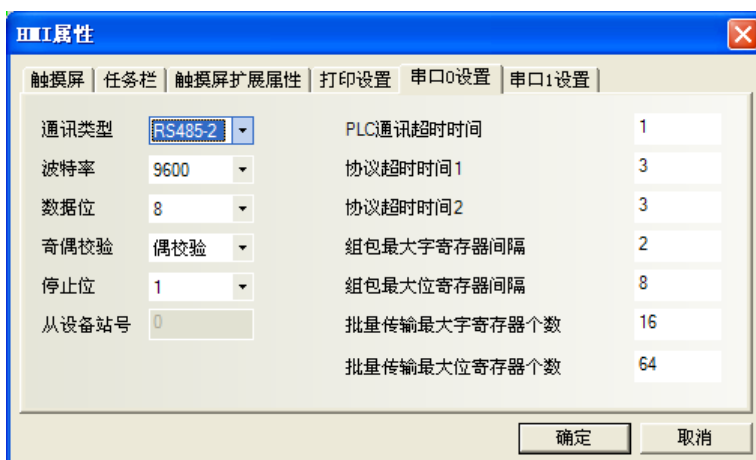 HMI属性
触摸屏 任务栏 触摸屏扩展属性 打印设置 串口0设置 串口1设置
通讯类型 RS485-2 PLC通讯超时时间 1
波特率 9600 协议超时时间1 3
数据位 8 协议超时时间2 3
奇偶校验 偶校验 组包最大字寄存器间隔 2
停止位 1 组包最大位寄存器间隔 8
从设备站号 0 批量传输最大字寄存器个数 16
批量传输最大位寄存器个数 64
确定 取消